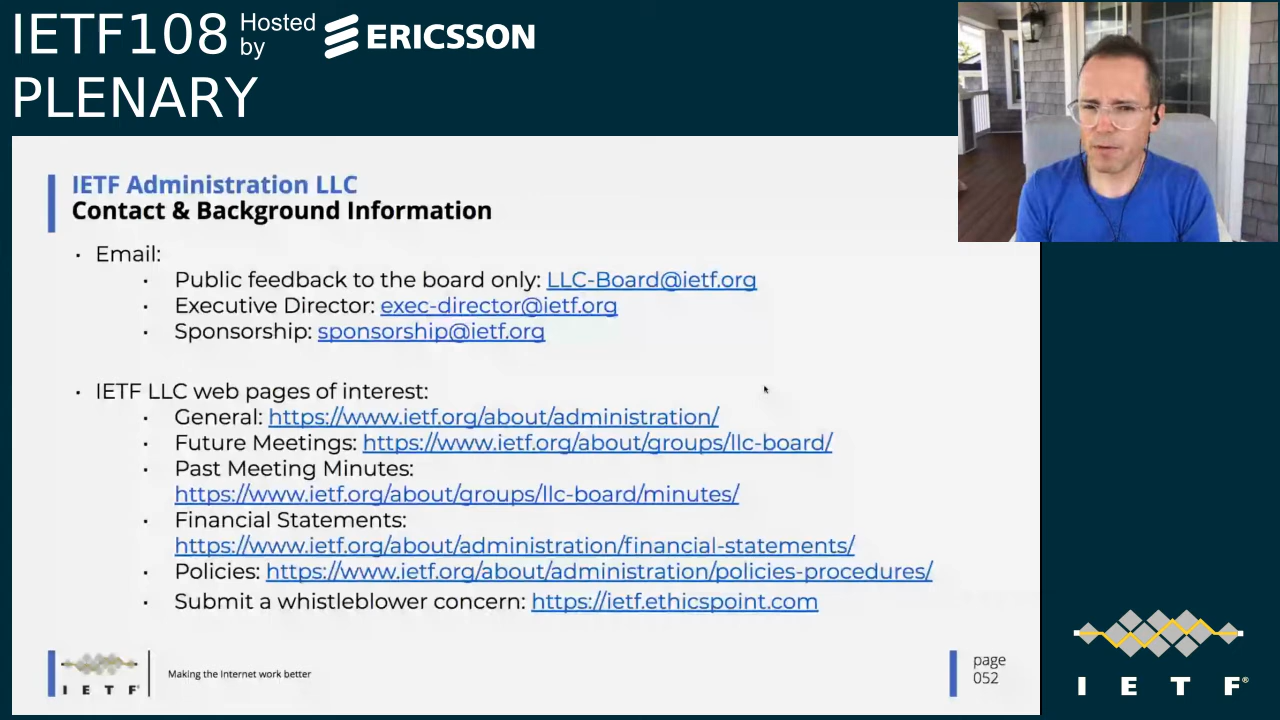 IETF108 Hosted by ERICSSON
PLENARY
IETF Administration LLC
Contact & Background Information
• Email:
• Public feedback to the board only: LLC-Board@ietf.org
• Executive Director: exec-director@ietf.org
• Sponsorship: sponsorship@ietf.org
• IETF LLC web pages of interest:
• General: https://www.ietf.org/about/administration/
• Future Meetings: https://www.ietf.org/about/groups/llc-board/
• Past Meeting Minutes:
https://www.ietf.org/about/groups/llc-board/minutes/
• Financial Statements:
https://www.ietf.org/about/administration/financial-statements/
• Policies: https://www.ietf.org/about/administration/policies-procedures/
• Submit a whistleblower concern: https://ietf.ethicspoint.com
I E T F
Making the Internet work better
page
052
I E T F®